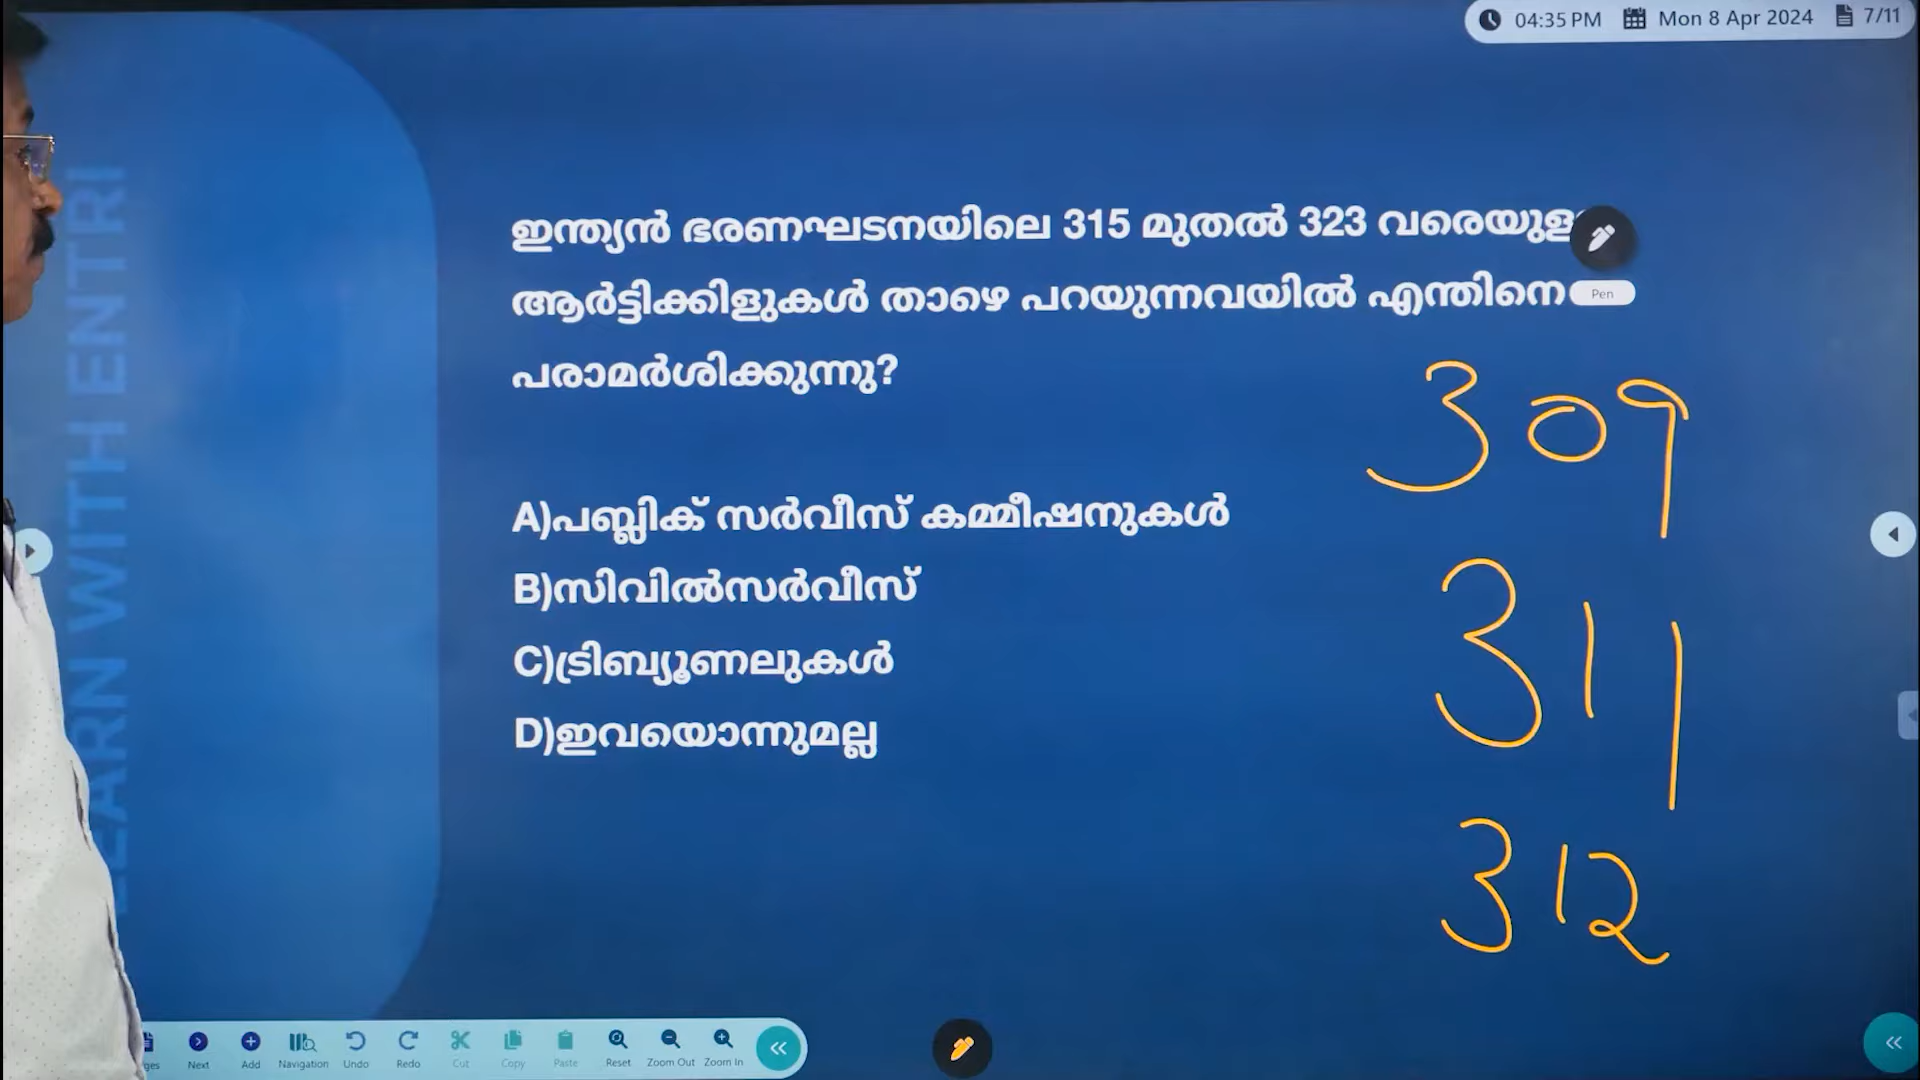 04:35 PM Mon 8 Apr 2024 7/11
LEARN WITH ENTRI
ഇന്ത്യൻ ഭരണഘടനയിലെ 315 മുതൽ 323 വരെയുള
ആർട്ടിക്കിളുകൾ താഴെ പറയുന്നവയിൽ എന്തിനെ
Pen
പരാമർശിക്കുന്നു?
309
A)പബ്ലിക് സർവീസ് കമ്മീഷനുകൾ
B)സിവിൽസർവീസ്
311
C)ട്രിബ്യൂണലുകൾ
D)ഇവയൊന്നുമല്ല
312
Next Add Navigation Undo Redo Cut Copy Paste Reset Zoom Out Zoom In